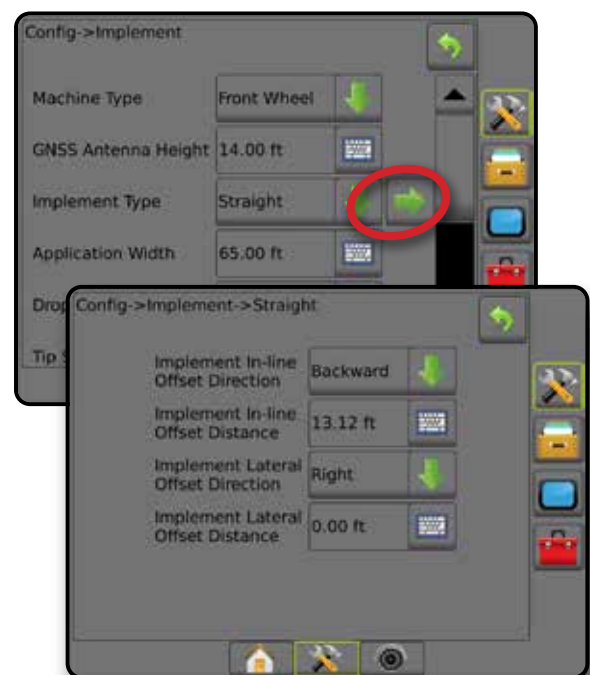 Config->Implement
Machine Type Front Wheel
GNSS Antenna Height 14.00 ft
Implement Type Straight
Application Width 65.00 ft
Config->Implement->Straight
Implement In-line
Offset Direction Backward
Implement In-line
Offset Distance 13.12 ft
Implement Lateral
Offset Direction Right
Implement Lateral
Offset Distance 0.00 ft